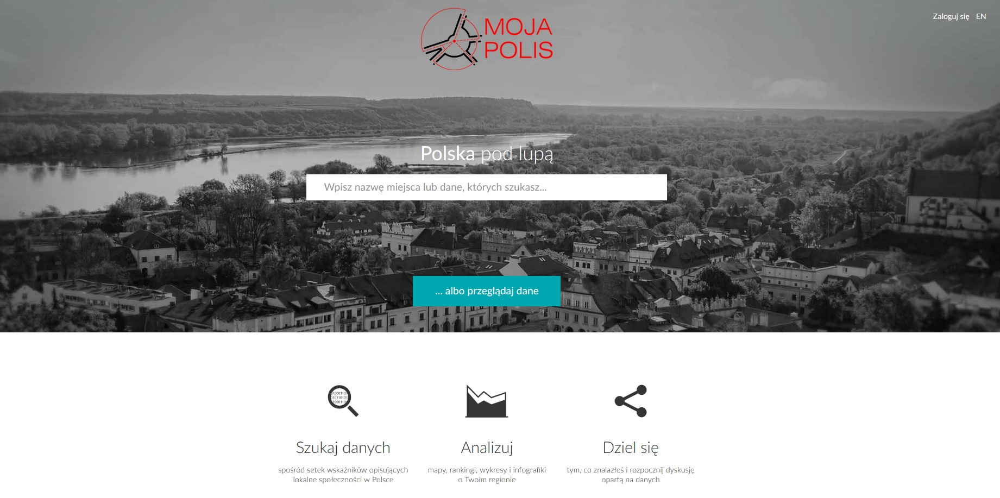 MOJA
POLIS
Zaloguj się EN
Polska pod lupą
Wpisz nazwę miejsca lub dane, których szukasz...
... albo przeglądaj dane
Szukaj danych
spośród setek wskaźników opisujących
lokalne społeczności w Polsce
Analizuj
mapy, rankingi, wykresy i infografiki
o Twoim regionie
Dziel się
tym, co znalazłeś i rozpocznij dyskusję
opartą na danych